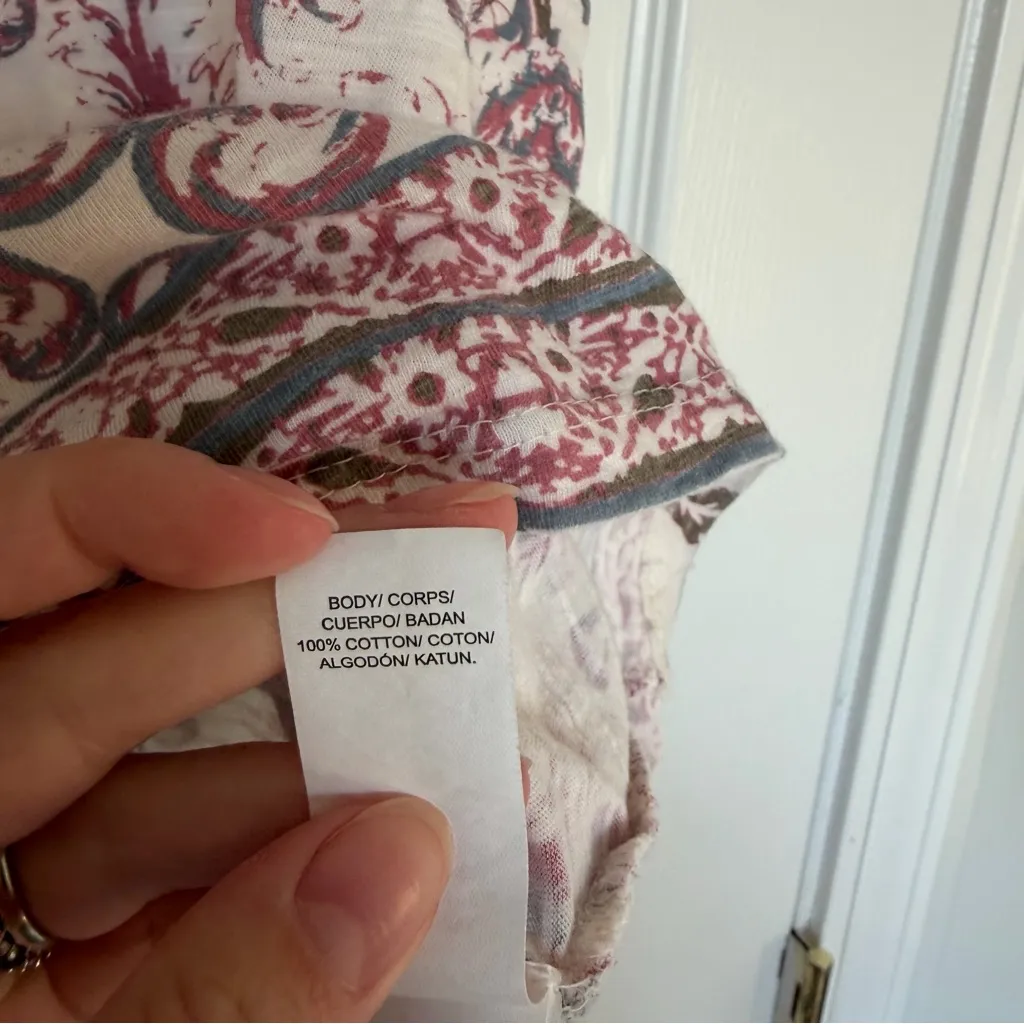 BODY/ CORPS/
CUERPO/ BADAN
100% COTTON/ COTON/
ALGODÓN/ KATUN.